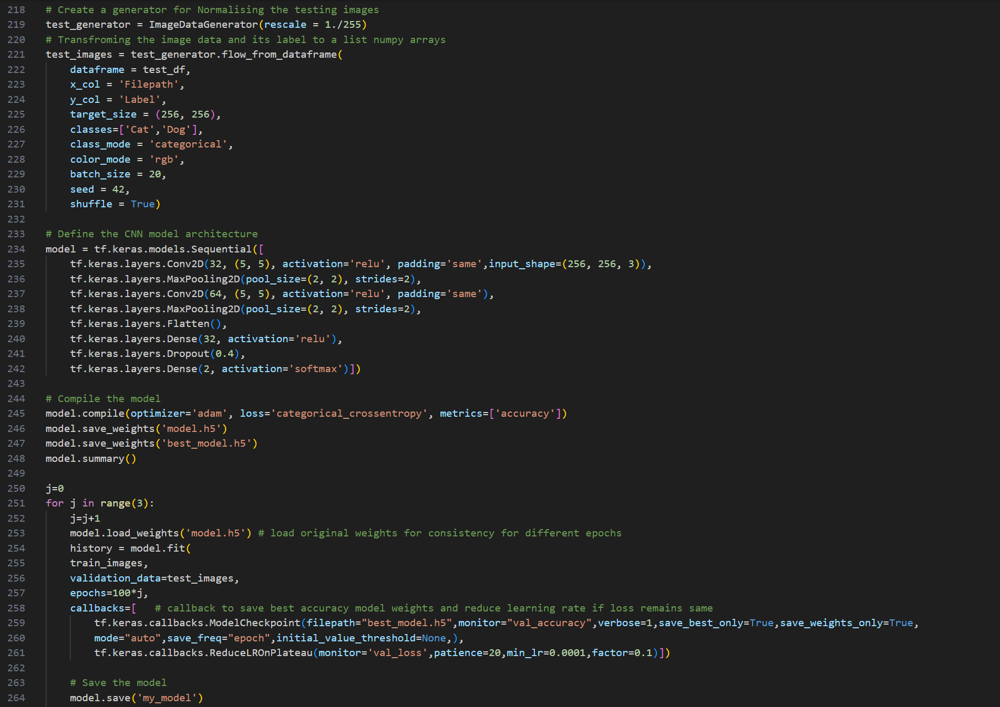 218 # Create a generator for Normalising the testing images
219 test_generator = ImageDataGenerator(rescale = 1./255)
220 # Transfroming the image data and its label to a list numpy arrays
221 test_images = test_generator.flow_from_dataframe(
222     dataframe = test_df,
223     x_col = 'Filepath',
224     y_col = 'Label',
225     target_size = (256, 256),
226     classes=['Cat','Dog'],
227     class_mode = 'categorical',
228     color_mode = 'rgb',
229     batch_size = 20,
230     seed = 42,
231     shuffle = True)
232
233 # Define the CNN model architecture
234 model = tf.keras.models.Sequential([
235     tf.keras.layers.Conv2D(32, (5, 5), activation='relu', padding='same',input_shape=(256, 256, 3)),
236     tf.keras.layers.MaxPooling2D(pool_size=(2, 2), strides=2),
237     tf.keras.layers.Conv2D(64, (5, 5), activation='relu', padding='same'),
238     tf.keras.layers.MaxPooling2D(pool_size=(2, 2), strides=2),
239     tf.keras.layers.Flatten(),
240     tf.keras.layers.Dense(32, activation='relu'),
241     tf.keras.layers.Dropout(0.4),
242     tf.keras.layers.Dense(2, activation='softmax')])
243
244 # Compile the model
245 model.compile(optimizer='adam', loss='categorical_crossentropy', metrics=['accuracy'])
246 model.save_weights('model.h5')
247 model.save_weights('best_model.h5')
248 model.summary()
249
250 j=0
251 for j in range(3):
252     j=j+1
253     model.load_weights('model.h5') # load original weights for consistency for different epochs
254     history = model.fit(
255     train_images,
256     validation_data=test_images,
257     epochs=100*j,
258     callbacks=[   # callback to save best accuracy model weights and reduce learning rate if loss remains same
259         tf.keras.callbacks.ModelCheckpoint(filepath="best_model.h5",monitor="val_accuracy",verbose=1,save_best_only=True,save_weights_only=True,
260         mode="auto",save_freq="epoch",initial_value_threshold=None,),
261         tf.keras.callbacks.ReduceLROnPlateau(monitor='val_loss',patience=20,min_lr=0.0001,factor=0.1)])
262
263     # Save the model
264     model.save('my_model')